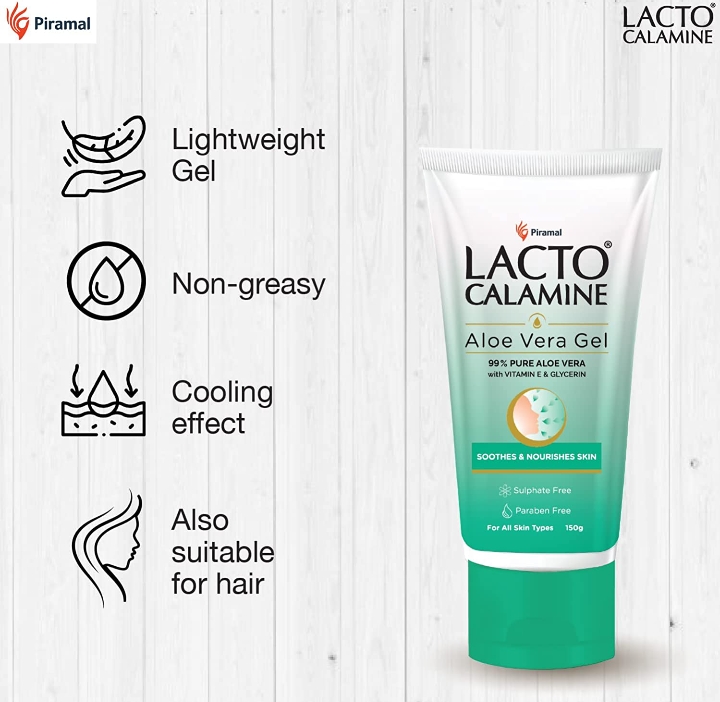 Piramal
LACTO®
CALAMINE
Lightweight
Gel
Non-greasy
Cooling
effect
Also
suitable
for hair
Piramal
LACTO®
CALAMINE
Aloe Vera Gel
99% PURE ALOE VERA
with VITAMIN E & GLYCERIN
SOOTHES & NOURISHES SKIN
Sulphate Free
Paraben Free
For All Skin Types 150g